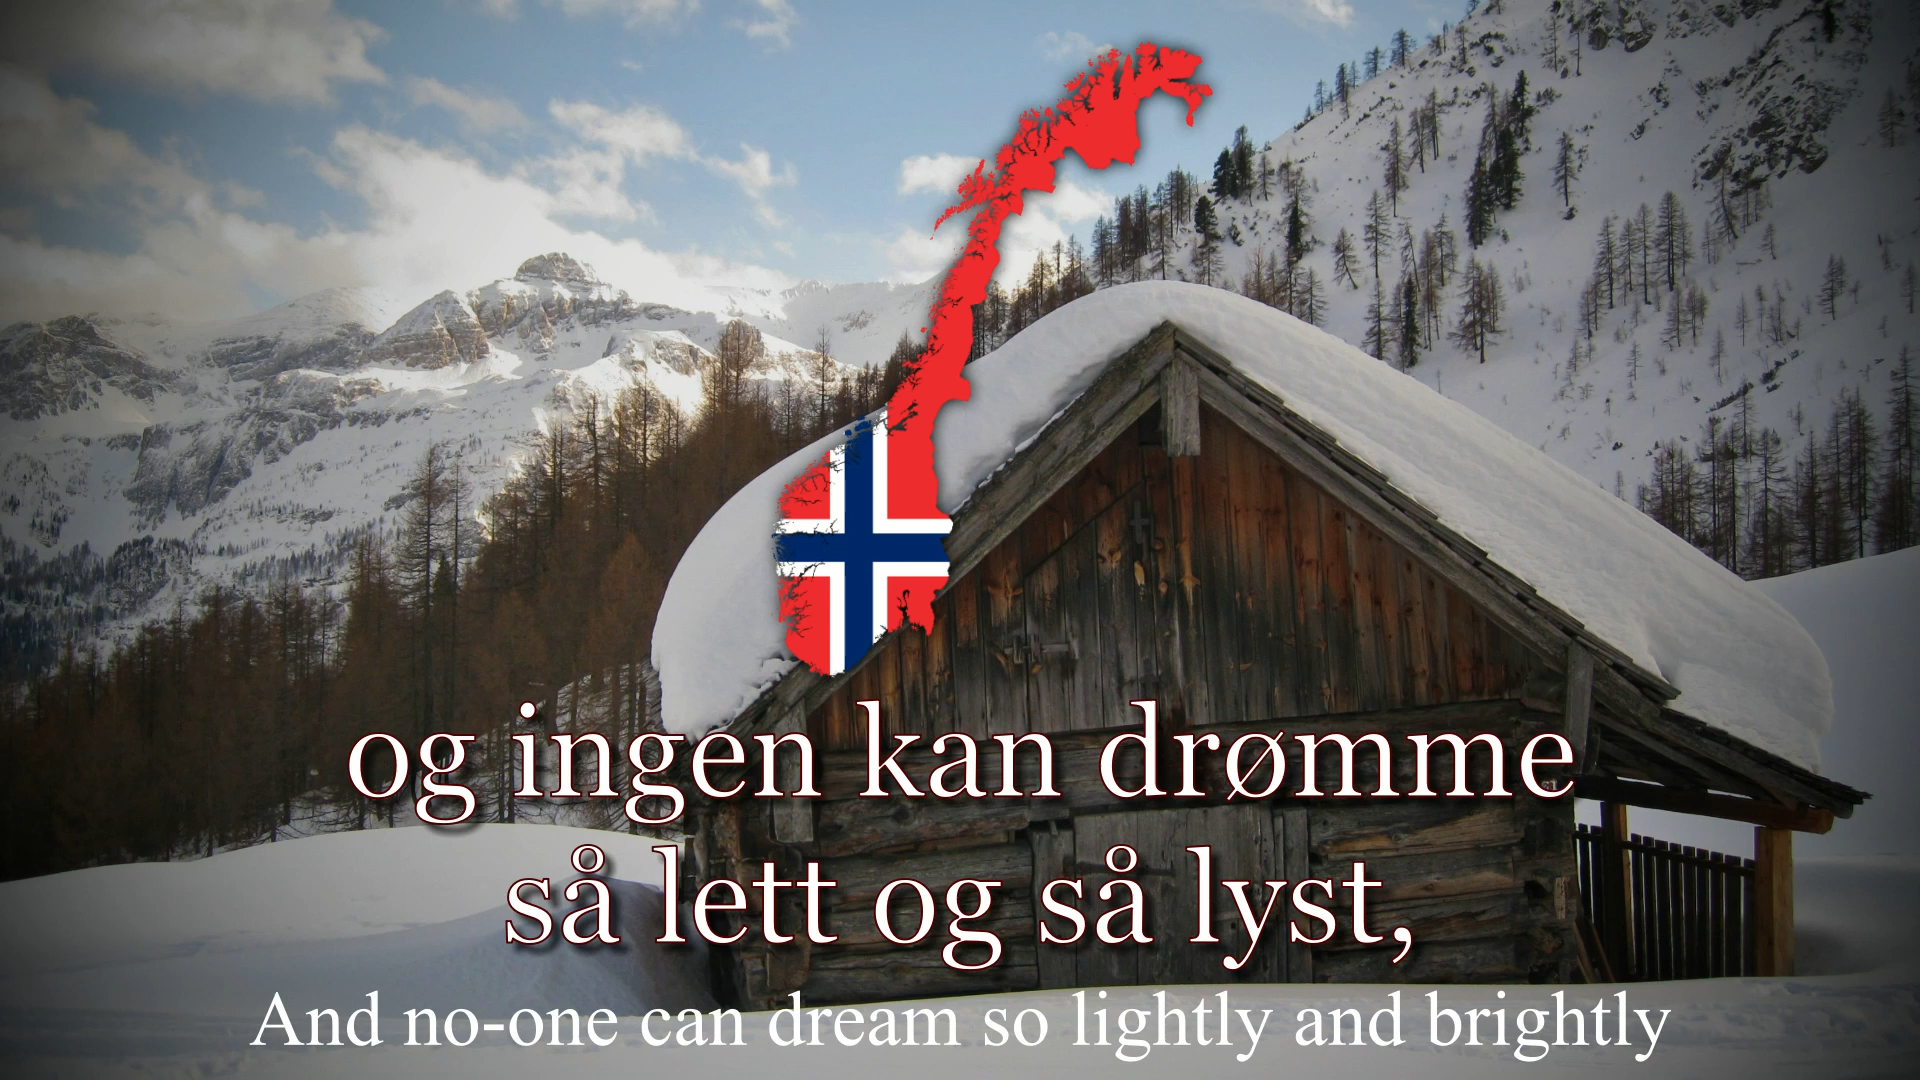 og ingen kan drømme
så lett og så lyst,
And no-one can dream so lightly and brightly